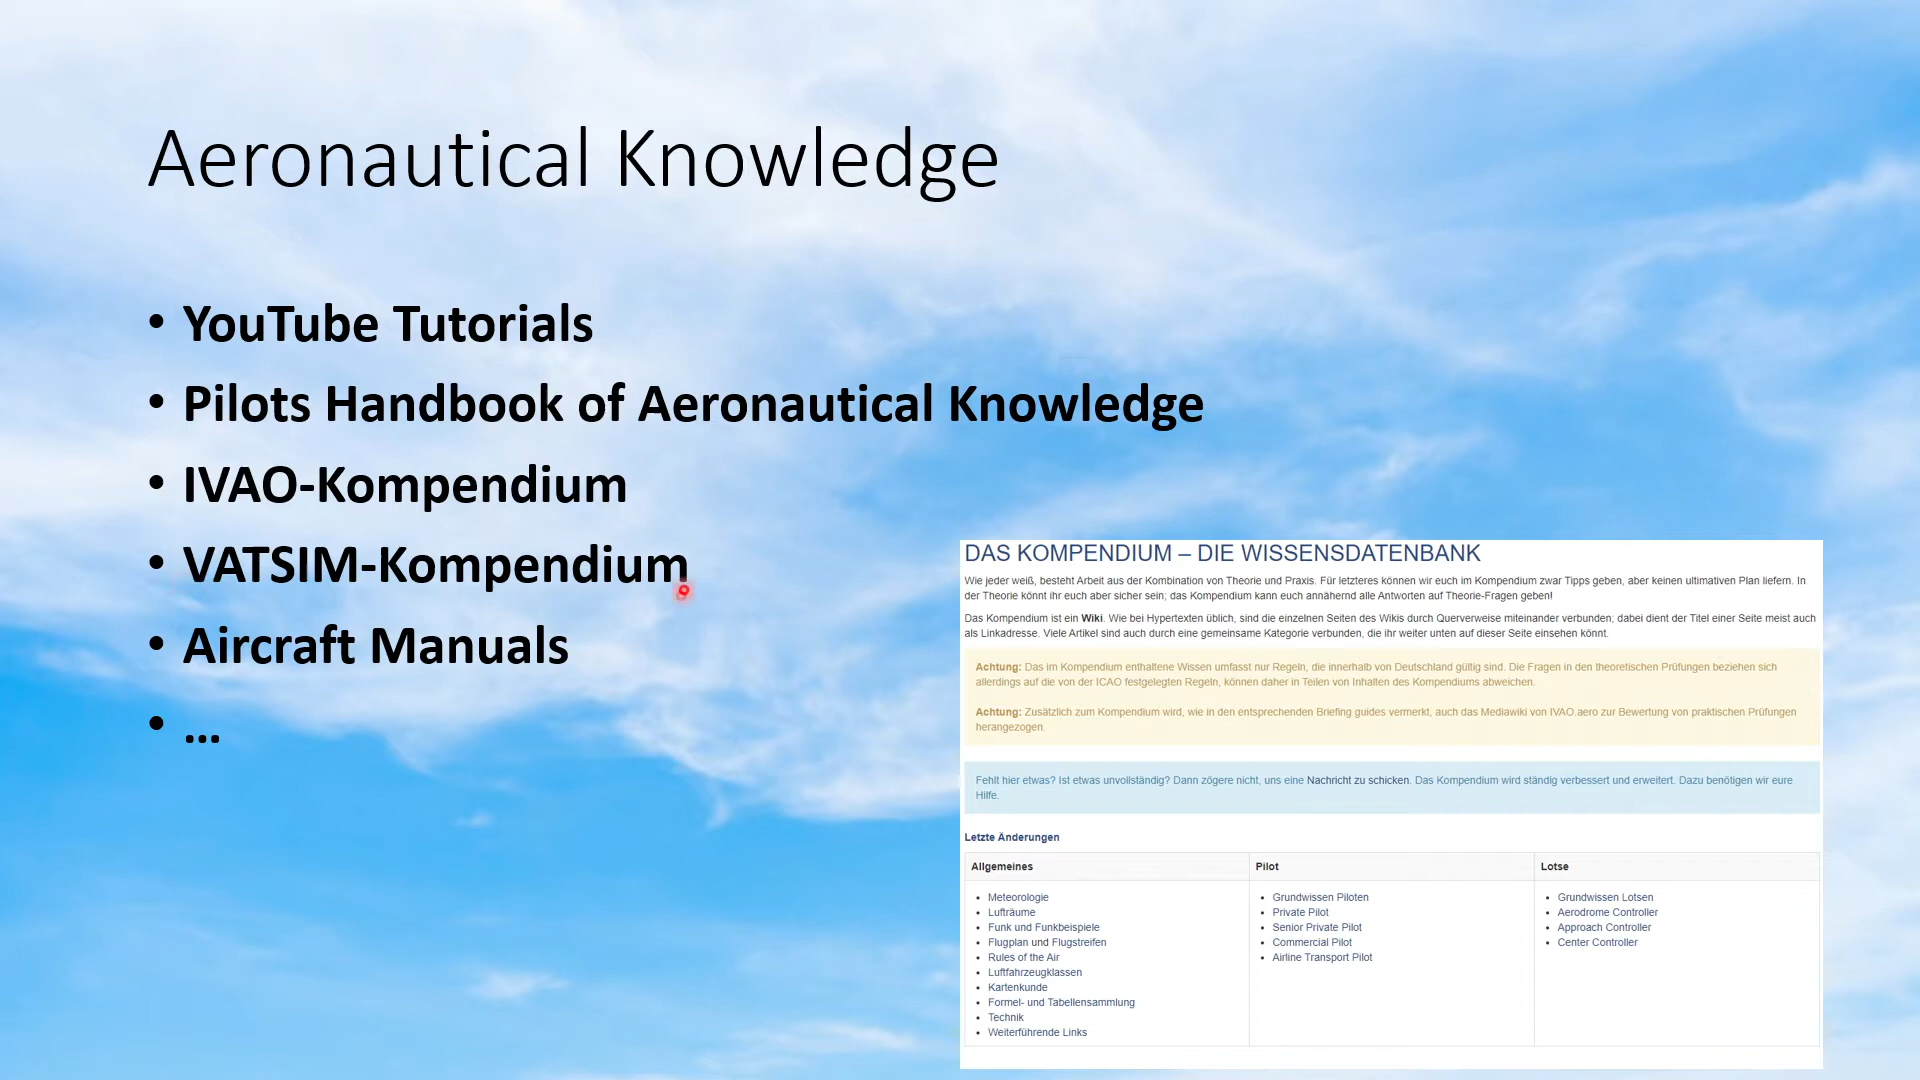 Aeronautical Knowledge
• YouTube Tutorials
• Pilots Handbook of Aeronautical Knowledge
• IVAO-Kompendium
• VATSIM-Kompendium
• Aircraft Manuals
• ...
DAS KOMPENDIUM – DIE WISSENSDATENBANK
Wie jeder weiß, besteht Arbeit aus der Kombination von Theorie und Praxis. Für letzteres können wir euch im Kompendium zwar Tipps geben, aber keinen ultimativen Plan liefern. In
der Theorie könnt ihr euch aber sicher sein; das Kompendium kann euch annähernd alle Antworten auf Theorie-Fragen geben!
Das Kompendium ist ein Wiki. Wie bei Hypertexten üblich, sind die einzelnen Seiten des Wikis durch Querverweise miteinander verbunden; dabei dient der Titel einer Seite meist auch
als Linkadresse. Viele Artikel sind auch durch eine gemeinsame Kategorie verbunden, die ihr weiter unten auf dieser Seite einsehen könnt.
Achtung: Das im Kompendium enthaltene Wissen umfasst nur Regeln, die innerhalb von Deutschland gültig sind. Die Fragen in den theoretischen Prüfungen beziehen sich
allerdings auf die von der ICAO festgelegten Regeln, können daher in Teilen von Inhalten des Kompendiums abweichen.
Achtung: Zusätzlich zum Kompendium wird, wie in den entsprechenden Briefing guides vermerkt, auch das Mediawiki von IVAO.aero zur Bewertung von praktischen Prüfungen
herangezogen.
Fehlt hier etwas? Ist etwas unvollständig? Dann zögere nicht, uns eine Nachricht zu schicken. Das Kompendium wird ständig verbessert und erweitert. Dazu benötigen wir eure
Hilfe.
Letzte Änderungen
Allgemeines
• Meteorologie
• Lufträume
• Funk und Funkbeispiele
• Flugplan und Flugstreifen
• Rules of the Air
• Luftfahrzeugklassen
• Kartenkunde
• Formel- und Tabellensammlung
• Technik
• Weiterführende Links
Pilot
• Grundwissen Piloten
• Private Pilot
• Senior Private Pilot
• Commercial Pilot
• Airline Transport Pilot
Lotse
• Grundwissen Lotsen
• Aerodrome Controller
• Approach Controller
• Center Controller